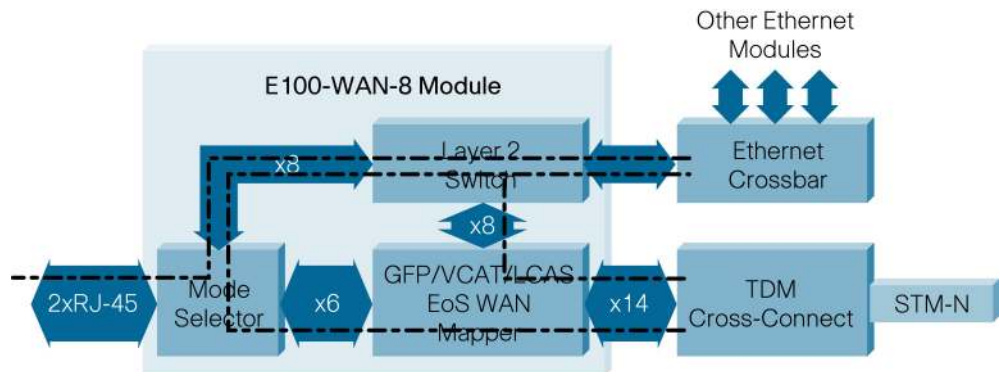 Other Ethernet
Modules
E100-WAN-8 Module
x8
Layer 2
Switch
Ethernet
Crossbar
x8
2xRJ-45
Mode
Selector
x6
GFP/VCAT/LCAS
EoS WAN
Mapper
x14
TDM
Cross-Connect
STM-N